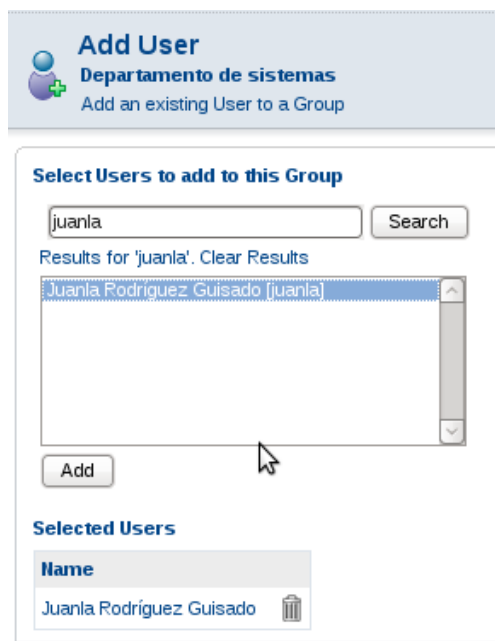 Add User
Departamento de sistemas
Add an existing User to a Group
Select Users to add to this Group
juanla Search
Results for 'juanla'. Clear Results
Juanla Rodríguez Guisado [juanla]
Add
Selected Users
Name
Juanla Rodríguez Guisado